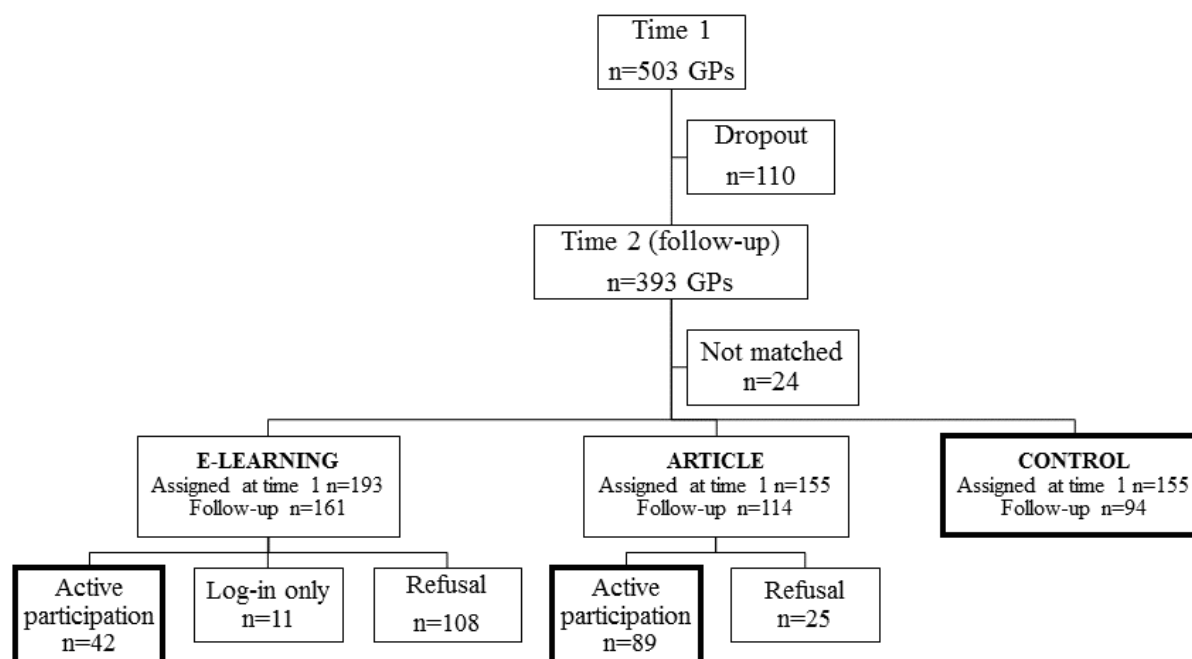 Time 1
n=503 GPs
Dropout
n=110
Time 2 (follow-up)
n=393 GPs
Not matched
n=24
E-LEARNING
Assigned at time 1 n=193
Follow-up n=161
ARTICLE
Assigned at time 1 n=155
Follow-up n=114
CONTROL
Assigned at time 1 n=155
Follow-up n=94
Active
participation
n=42
Log-in only
n=11
Refusal
n=108
Active
participation
n=89
Refusal
n=25